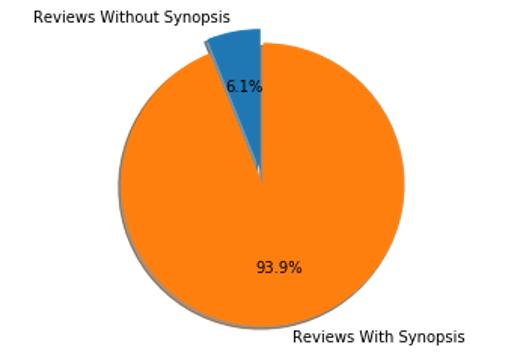 Reviews Without Synopsis
6.1%
93.9%
Reviews With Synopsis